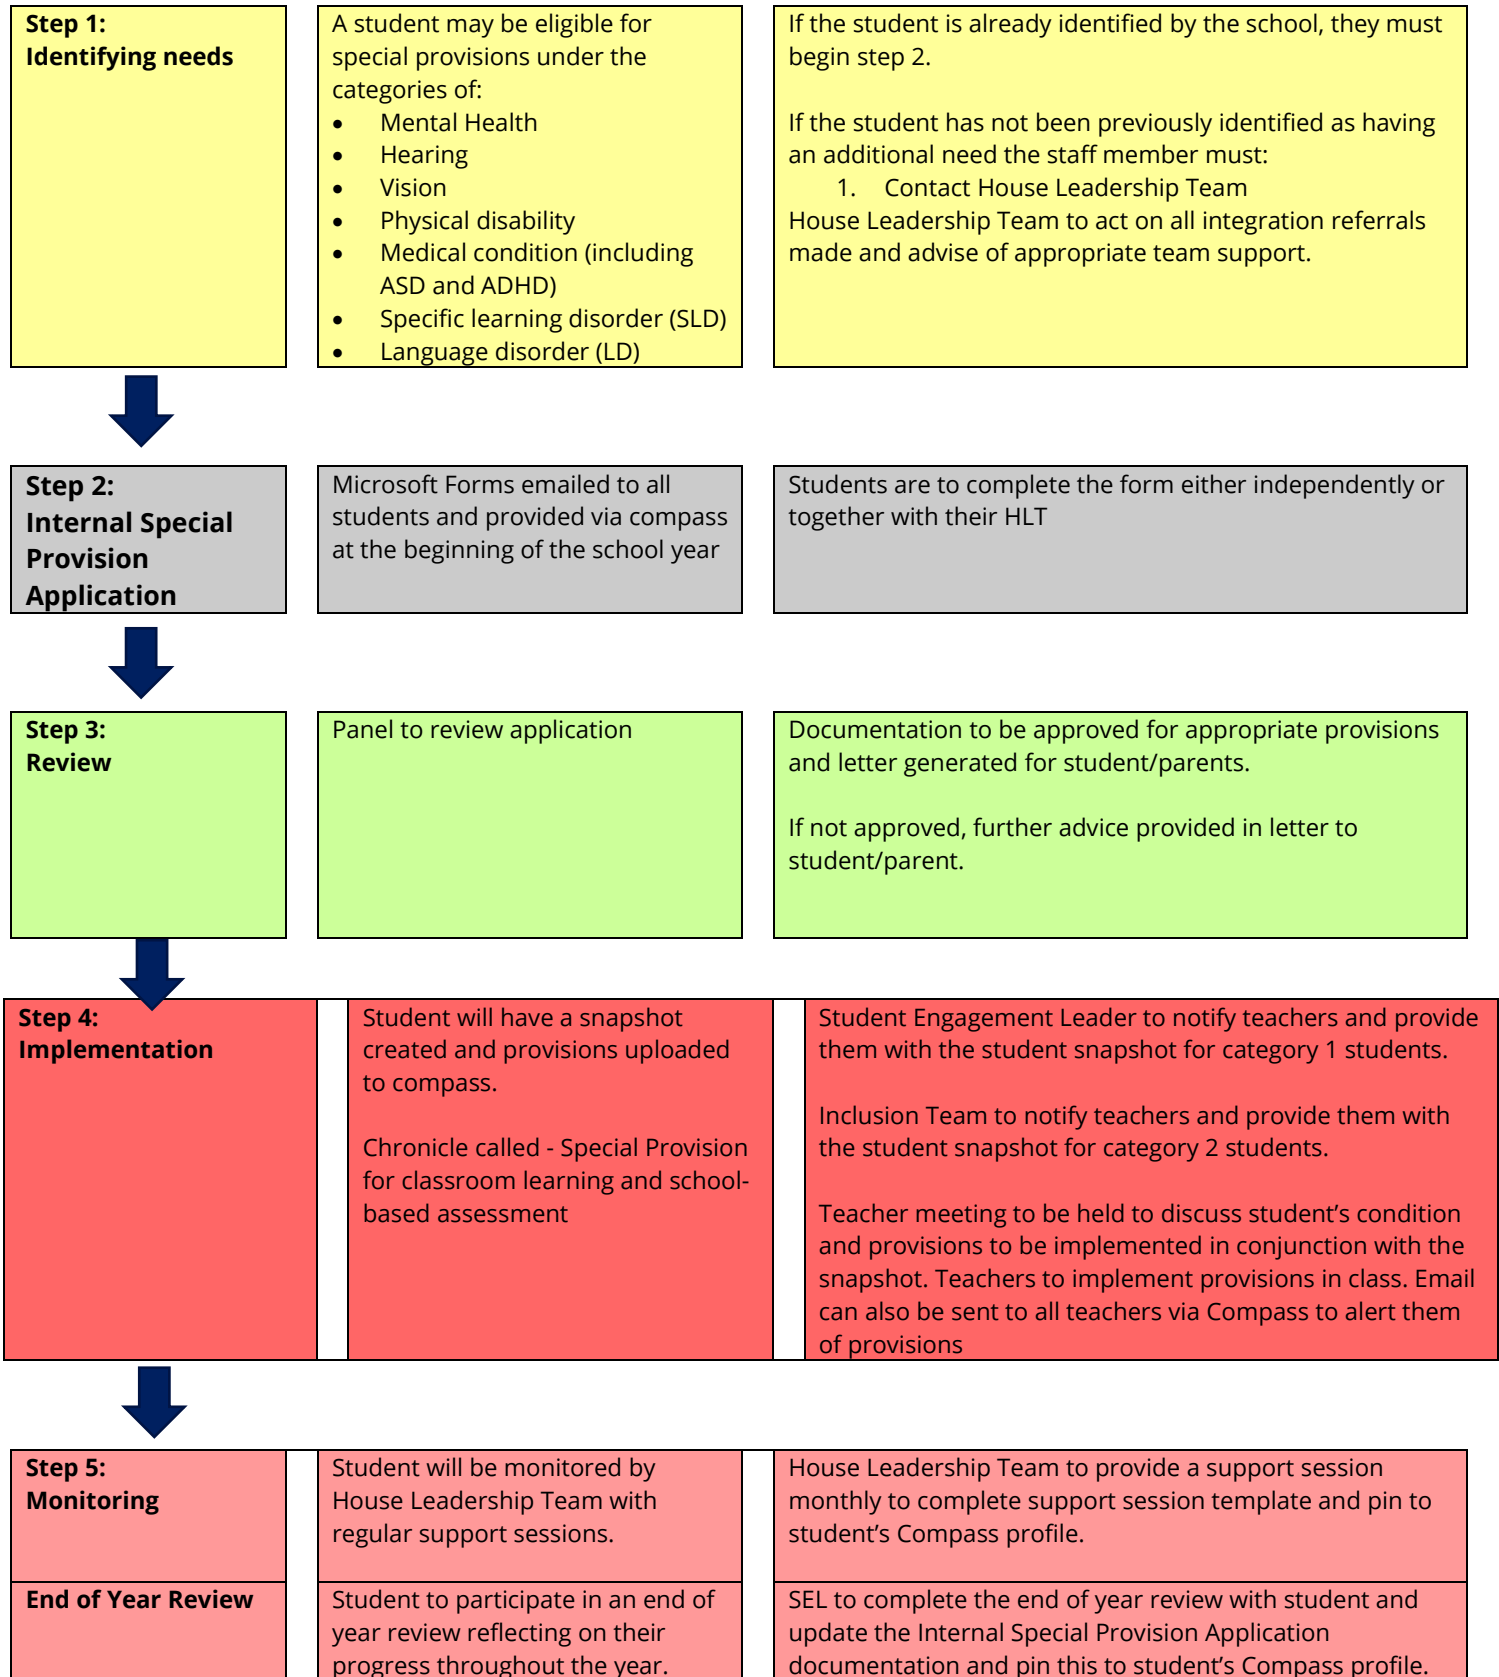 Step 1:
Identifying needs
A student may be eligible for
special provisions under the
categories of:
• Mental Health
• Hearing
• Vision
• Physical disability
• Medical condition (including
ASD and ADHD)
• Specific learning disorder (SLD)
• Language disorder (LD)
If the student is already identified by the school, they must
begin step 2.
If the student has not been previously identified as having
an additional need the staff member must:
1. Contact House Leadership Team
House Leadership Team to act on all integration referrals
made and advise of appropriate team support.
Step 2:
Internal Special
Provision
Application
Microsoft Forms emailed to all
students and provided via compass
at the beginning of the school year
Students are to complete the form either independently or
together with their HLT
Step 3:
Review
Panel to review application
Documentation to be approved for appropriate provisions
and letter generated for student/parents.
If not approved, further advice provided in letter to
student/parent.
Step 4:
Implementation
Student will have a snapshot
created and provisions uploaded
to compass.
Chronicle called - Special Provision
for classroom learning and school-
based assessment
Student Engagement Leader to notify teachers and provide
them with the student snapshot for category 1 students.
Inclusion Team to notify teachers and provide them with
the student snapshot for category 2 students.
Teacher meeting to be held to discuss student’s condition
and provisions to be implemented in conjunction with the
snapshot. Teachers to implement provisions in class. Email
can also be sent to all teachers via Compass to alert them
of provisions
Step 5:
Monitoring
Student will be monitored by
House Leadership Team with
regular support sessions.
House Leadership Team to provide a support session
monthly to complete support session template and pin to
student’s Compass profile.
End of Year Review
Student to participate in an end of
year review reflecting on their
progress throughout the year.
SEL to complete the end of year review with student and
update the Internal Special Provision Application
documentation and pin this to student’s Compass profile.